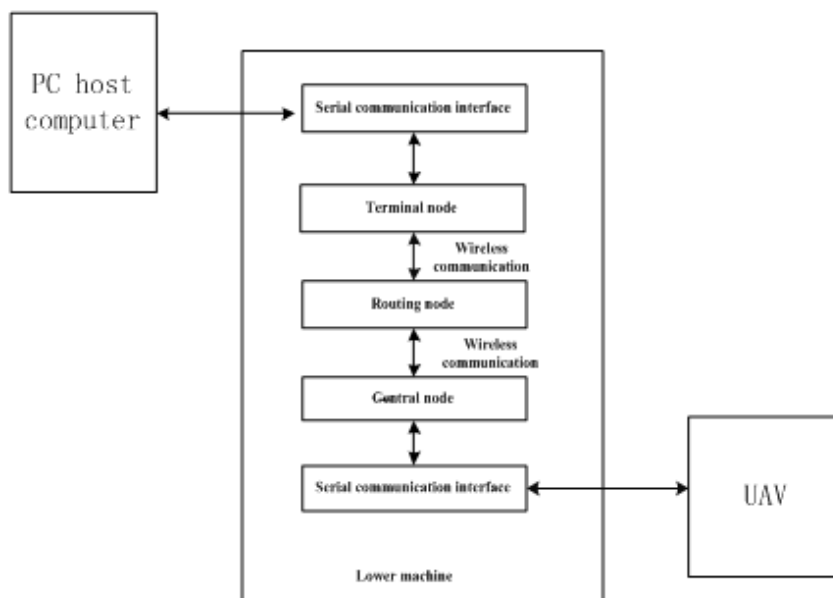 PC host
computer
Serial communication interface
Terminal node
Wireless
communication
Routing node
Wireless
communication
Central node
Serial communication interface
UAV
Lower machine